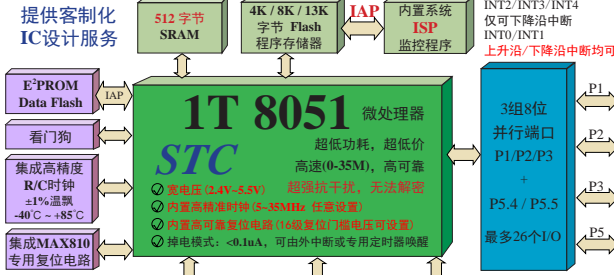 提供客制化
IC设计服务
512 字节
SRAM
4K / 8K / 13K
字节 Flash
程序存储器
IAP
内置系统
ISP
监控程序
INT2/INT3/INT4
仅可下降沿中断
INT0/INT1
上升沿/下降沿中断均可
E²PROM
Data Flash
IAP
看门狗
集成高精度
R/C时钟
±1%温飘
-40℃ ~ +85℃
集成MAX810
专用复位电路
1T 8051 微处理器
STC
超低功耗，超低价
高速(0-35M)，高可靠
超强抗干扰，无法解密
宽电压(2.4V~5.5V)
内置高精准时钟(5~35MHz 任意设置)
内置高可靠复位电路(16级复位门槛电压可设置)
掉电模式：<0.1uA，可由外中断或专用定时器唤醒
3组8位
并行端口
P1/P2/P3
+
P5.4 / P5.5
最多26个I/O
P1
P2
P3
P5